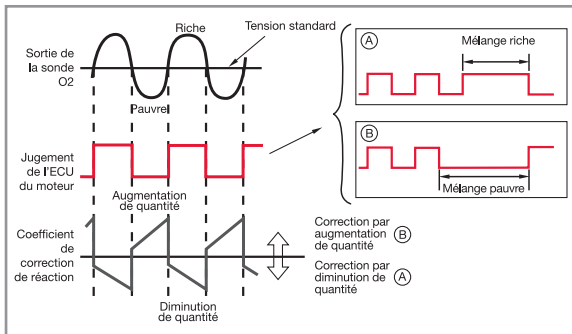 Riche
Tension standard
Sortie de
la sonde
O2
Pauvre
Jugement
de l'ECU
du moteur
Augmentation
de quantité
Coefficient
de
correction
de réaction
Diminution
de quantité
Correction par
augmentation
de quantité
B
Correction par
diminution de
quantité
A
A
Mélange riche
B
Mélange pauvre